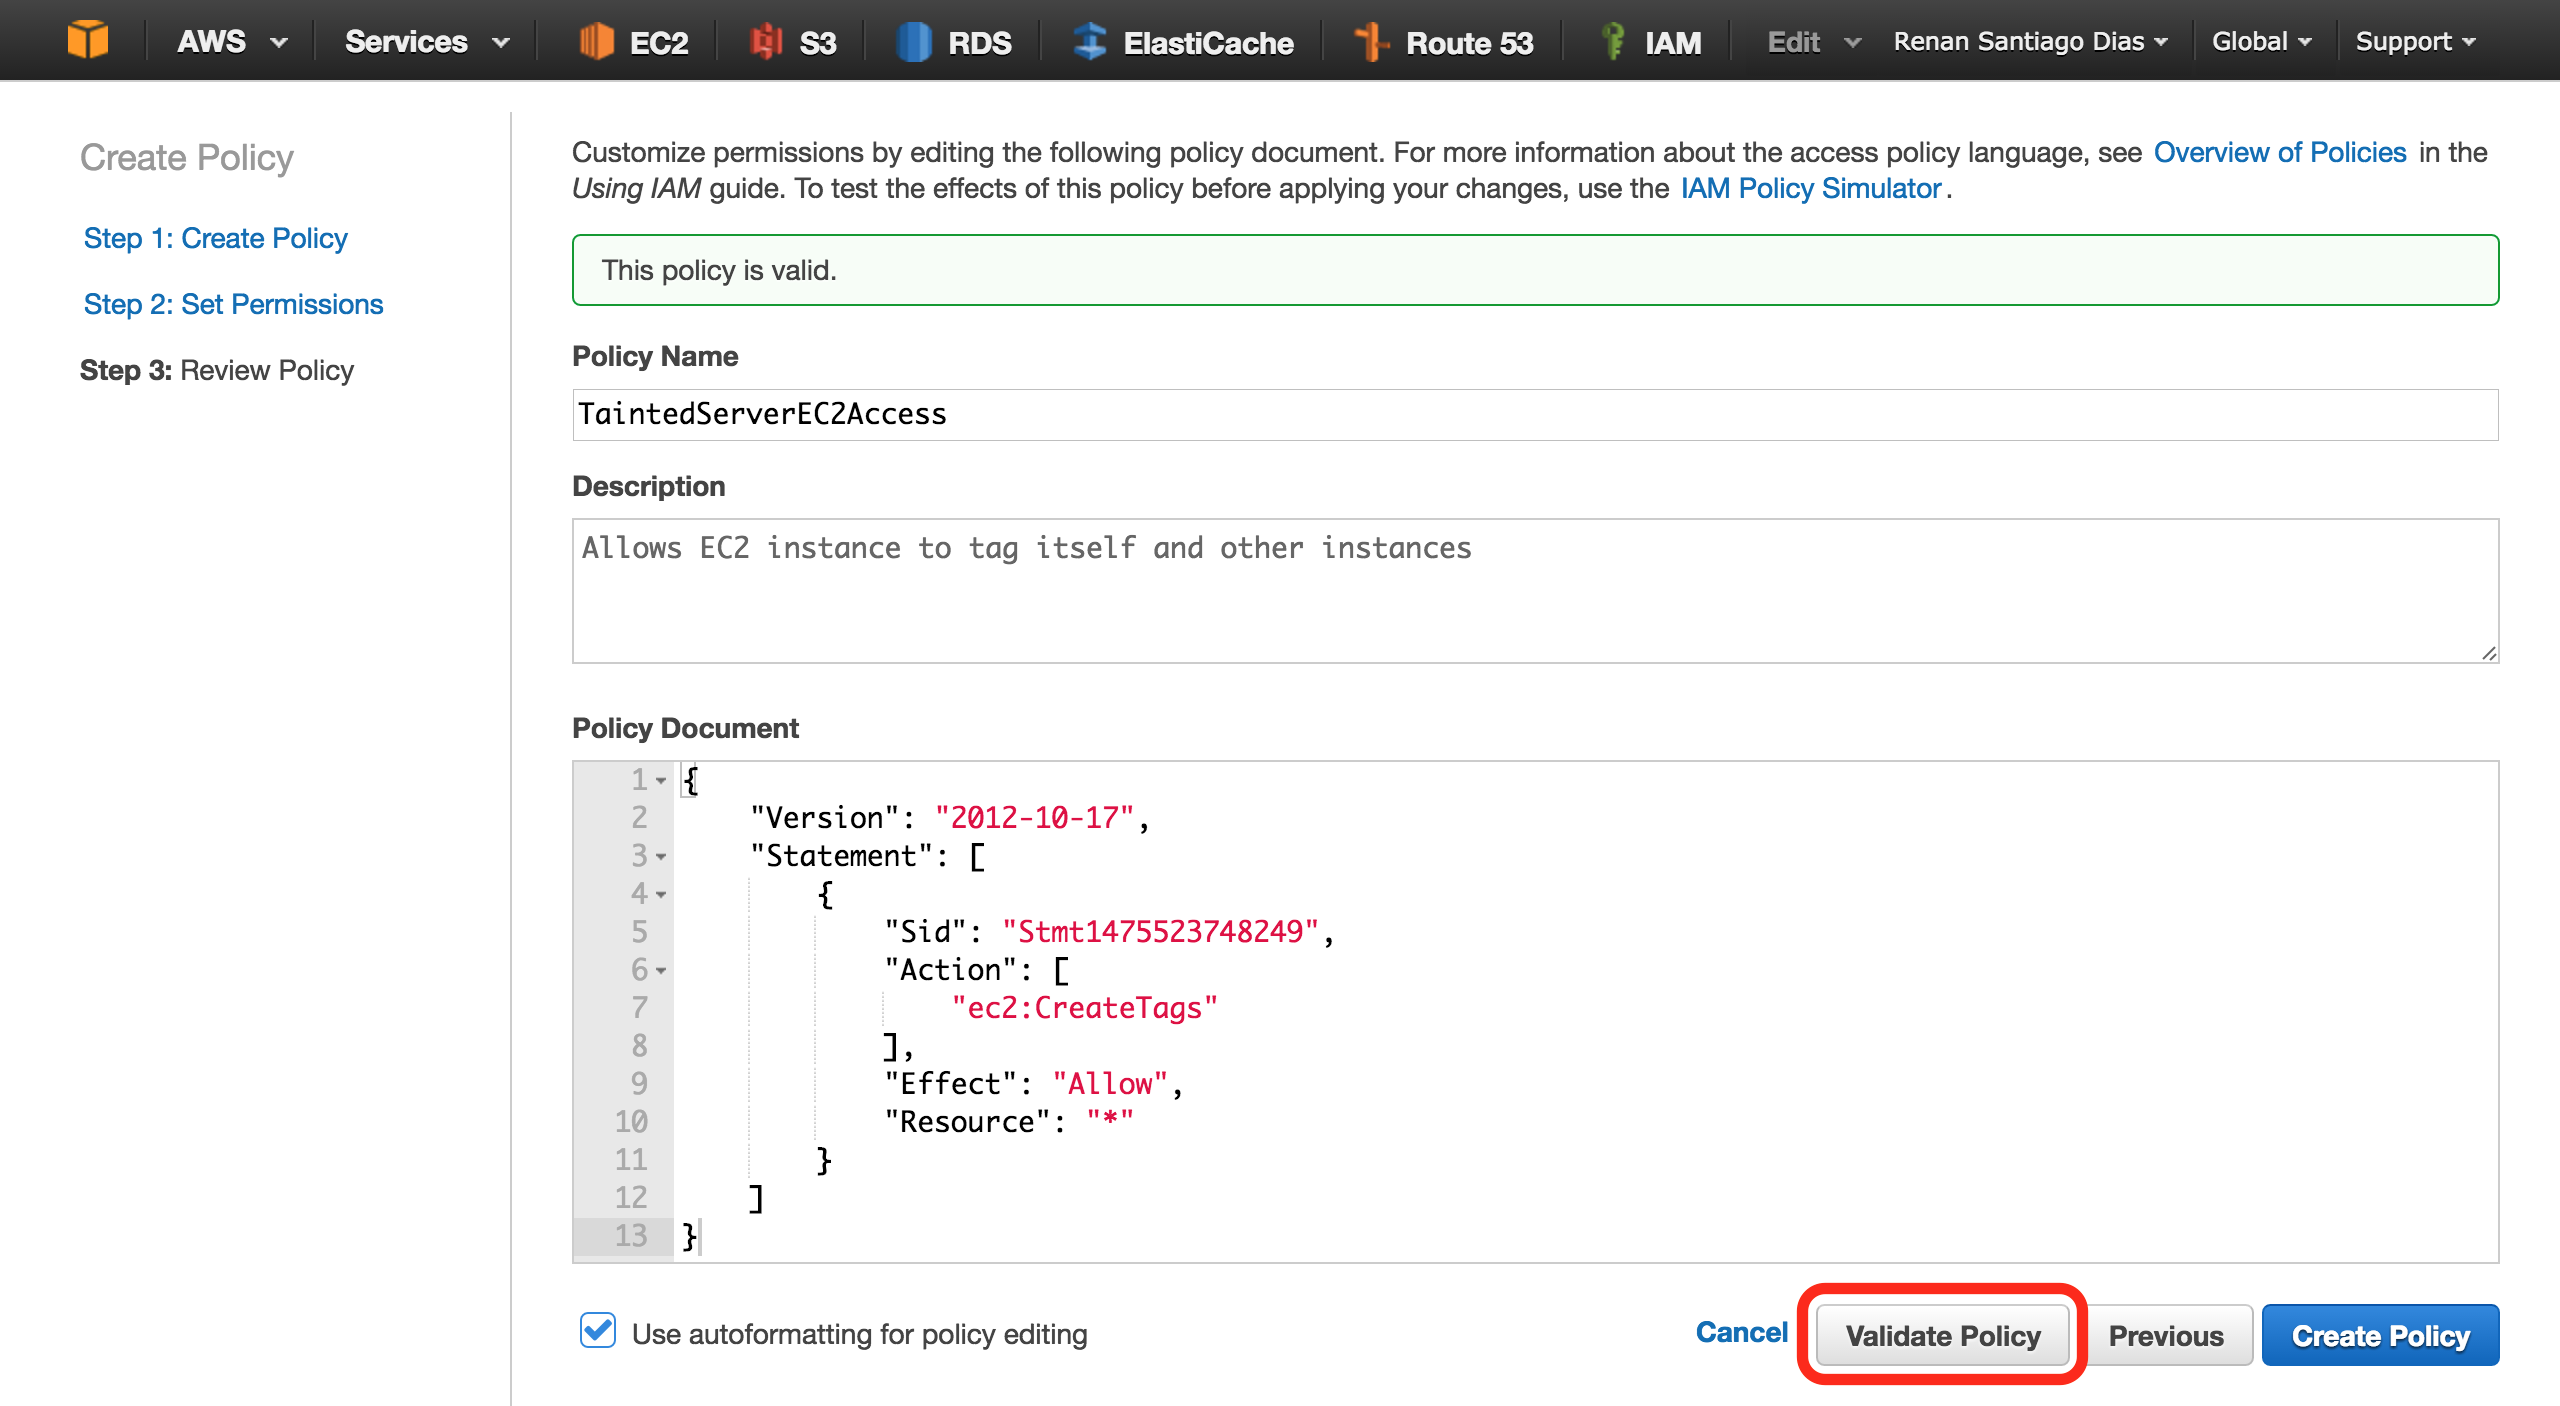 AWS Services EC2 S3 RDS ElastiCache Route 53 IAM Edit Renan Santiago Dias Global Support
Create Policy
Step 1: Create Policy
Step 2: Set Permissions
Step 3: Review Policy
Customize permissions by editing the following policy document. For more information about the access policy language, see Overview of Policies in the
Using IAM guide. To test the effects of this policy before applying your changes, use the IAM Policy Simulator.
This policy is valid.
Policy Name
TaintedServerEC2Access
Description
Allows EC2 instance to tag itself and other instances
Policy Document
1 {
2 "Version": "2012-10-17",
3 "Statement": [
4 {
5 "Sid": "Stmt1475523748249",
6 "Action": [
7 "ec2:CreateTags"
8 ],
9 "Effect": "Allow",
10 "Resource": "*"
11 }
12 ]
13 }
Use autoformatting for policy editing
Cancel Validate Policy Previous Create Policy